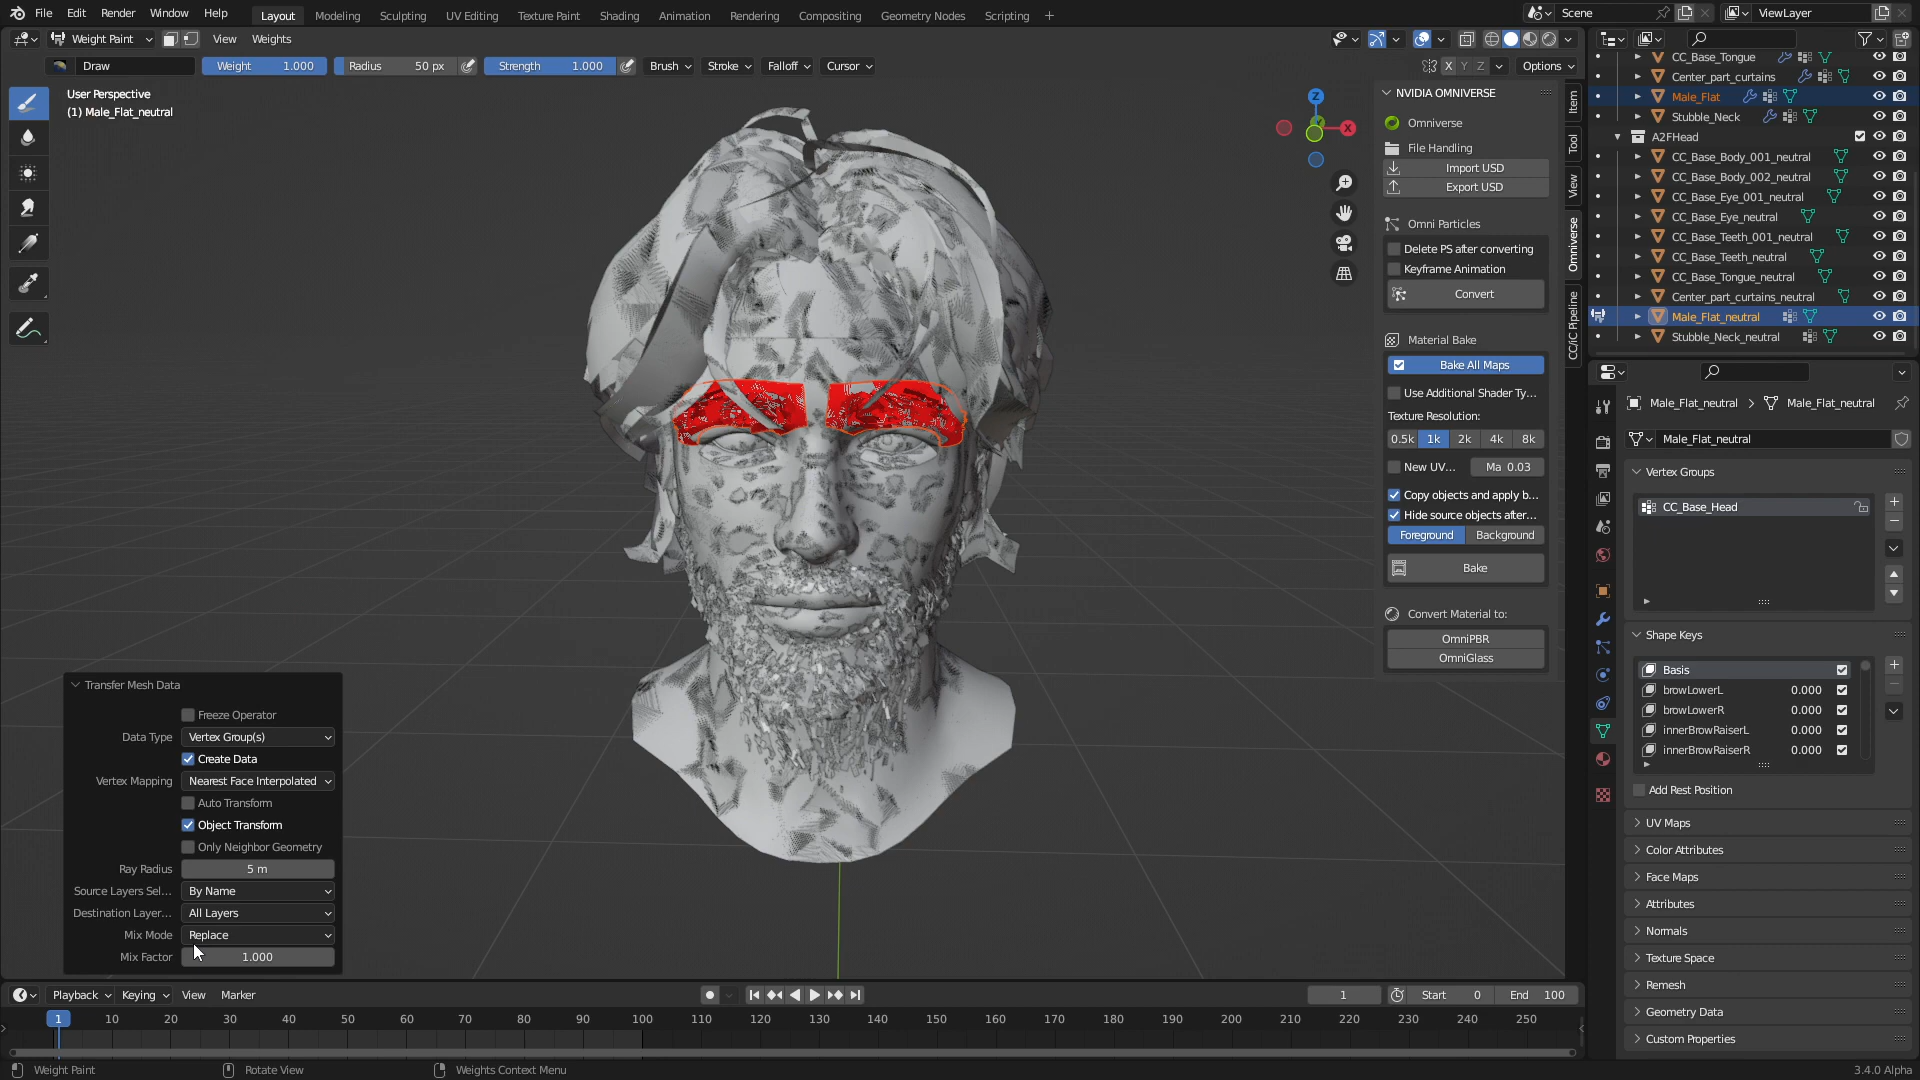 File Edit Render Window Help
Layout Modeling Sculpting UV Editing Texture Paint Shading Animation Rendering Compositing Geometry Nodes Scripting +
Scene
ViewLayer
Weight Paint
View Weights
Draw
Weight 1.000
Radius 50 px
Strength 1.000
Brush Stroke Falloff Cursor
X Y Z
Options
User Perspective
(1) Male_Flat_neutral
Z
X
NVIDIA OMNIVERSE
Omniverse
File Handling
Import USD
Export USD
Omni Particles
Delete PS after converting
Keyframe Animation
Convert
Material Bake
Bake All Maps
Use Additional Shader Ty...
Texture Resolution:
0.5k 1k 2k 4k 8k
New UV...
Ma 0.03
Copy objects and apply b...
Hide source objects after...
Foreground Background
Bake
Convert Material to:
OmniPBR
OmniGlass
Item
Tool
View
Omniverse
CC/iC Pipeline
CC_Base_Tongue
Center_part_curtains
Male_Flat
Stubble_Neck
A2FHead
CC_Base_Body_001_neutral
CC_Base_Body_002_neutral
CC_Base_Eye_001_neutral
CC_Base_Eye_neutral
CC_Base_Teeth_001_neutral
CC_Base_Teeth_neutral
CC_Base_Tongue_neutral
Center_part_curtains_neutral
Male_Flat_neutral
Stubble_Neck_neutral
Male_Flat_neutral > Male_Flat_neutral
Male_Flat_neutral
Vertex Groups
CC_Base_Head
Shape Keys
Basis
browLowerL 0.000
browLowerR 0.000
innerBrowRaiserL 0.000
innerBrowRaiserR 0.000
Add Rest Position
UV Maps
Color Attributes
Face Maps
Attributes
Normals
Texture Space
Remesh
Geometry Data
Custom Properties
Transfer Mesh Data
Freeze Operator
Data Type Vertex Group(s)
Create Data
Vertex Mapping Nearest Face Interpolated
Auto Transform
Object Transform
Only Neighbor Geometry
Ray Radius 5 m
Source Layers Sel... By Name
Destination Layer... All Layers
Mix Mode Replace
Mix Factor 1.000
Playback Keying View Marker
1
Start 0
End 100
1 10 20 30 40 50 60 70 80 90 100 110 120 130 140 150 160 170 180 190 200 210 220 230 240 250
Weight Paint
Rotate View
Weights Context Menu
3.4.0 Alpha